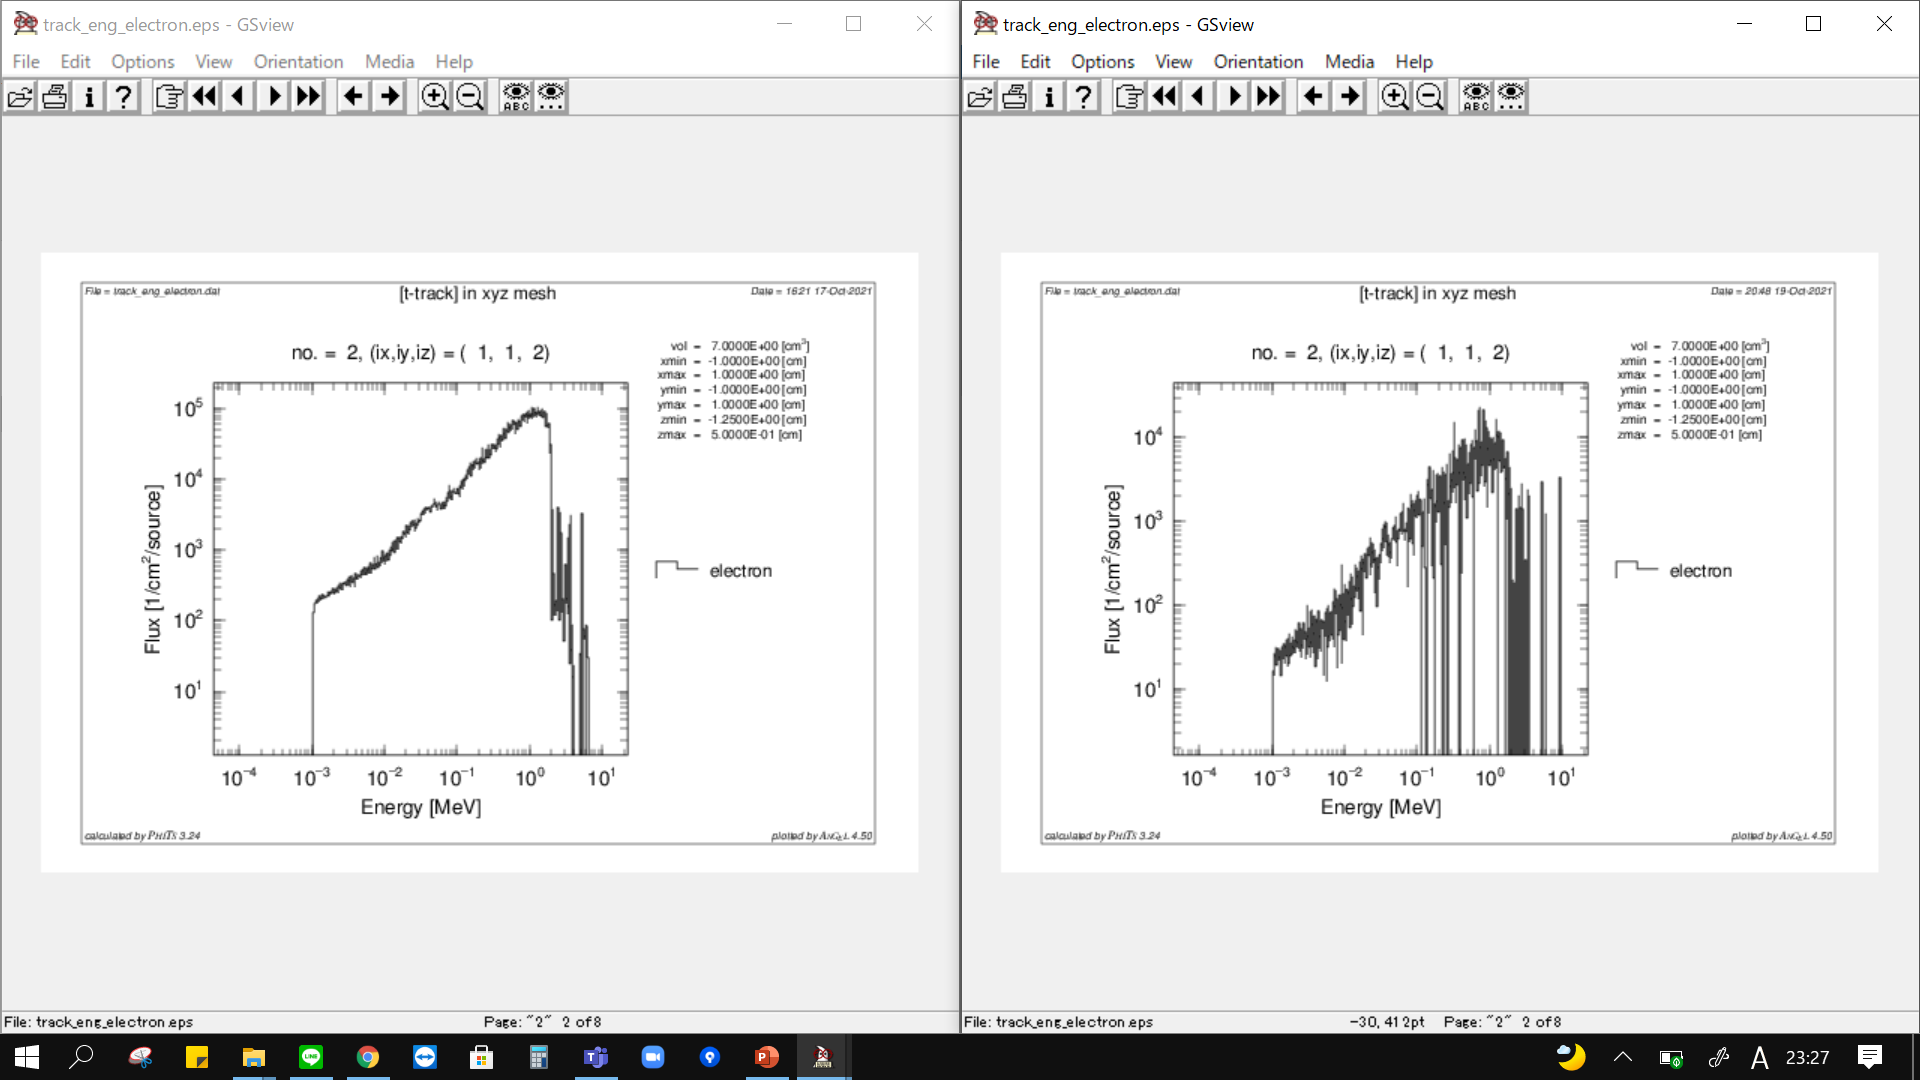 track_eng_electron.eps - GSview
File Edit Options View Orientation Media Help
File = track_eng_electron.dat
[t-track] in xyz mesh
Date = 16:21 17-Oct-2021
no. = 2, (ix,iy,iz) = ( 1, 1, 2)
vol = 7.0000E+00 [cm³]
xmin = -1.0000E+00 [cm]
xmax = 1.0000E+00 [cm]
ymin = -1.0000E+00 [cm]
ymax = 1.0000E+00 [cm]
zmin = -1.2500E+00 [cm]
zmax = 5.0000E-01 [cm]
10⁵
10⁴
10³
10²
10¹
Flux [1/cm²/source]
electron
10⁻⁴ 10⁻³ 10⁻² 10⁻¹ 10⁰ 10¹
Energy [MeV]
calculated by PHITS 3.24
plotted by ANGEL 4.50
File: track_eng_electron.eps
Page: "2" 2 of 8
track_eng_electron.eps - GSview
File Edit Options View Orientation Media Help
File = track_eng_electron.dat
[t-track] in xyz mesh
Date = 20:48 19-Oct-2021
no. = 2, (ix,iy,iz) = ( 1, 1, 2)
vol = 7.0000E+00 [cm³]
xmin = -1.0000E+00 [cm]
xmax = 1.0000E+00 [cm]
ymin = -1.0000E+00 [cm]
ymax = 1.0000E+00 [cm]
zmin = -1.2500E+00 [cm]
zmax = 5.0000E-01 [cm]
10⁴
10³
10²
10¹
Flux [1/cm²/source]
electron
10⁻⁴ 10⁻³ 10⁻² 10⁻¹ 10⁰ 10¹
Energy [MeV]
calculated by PHITS 3.24
plotted by ANGEL 4.50
File: track_eng_electron.eps
-30, 412pt Page: "2" 2 of 8
A 23:27